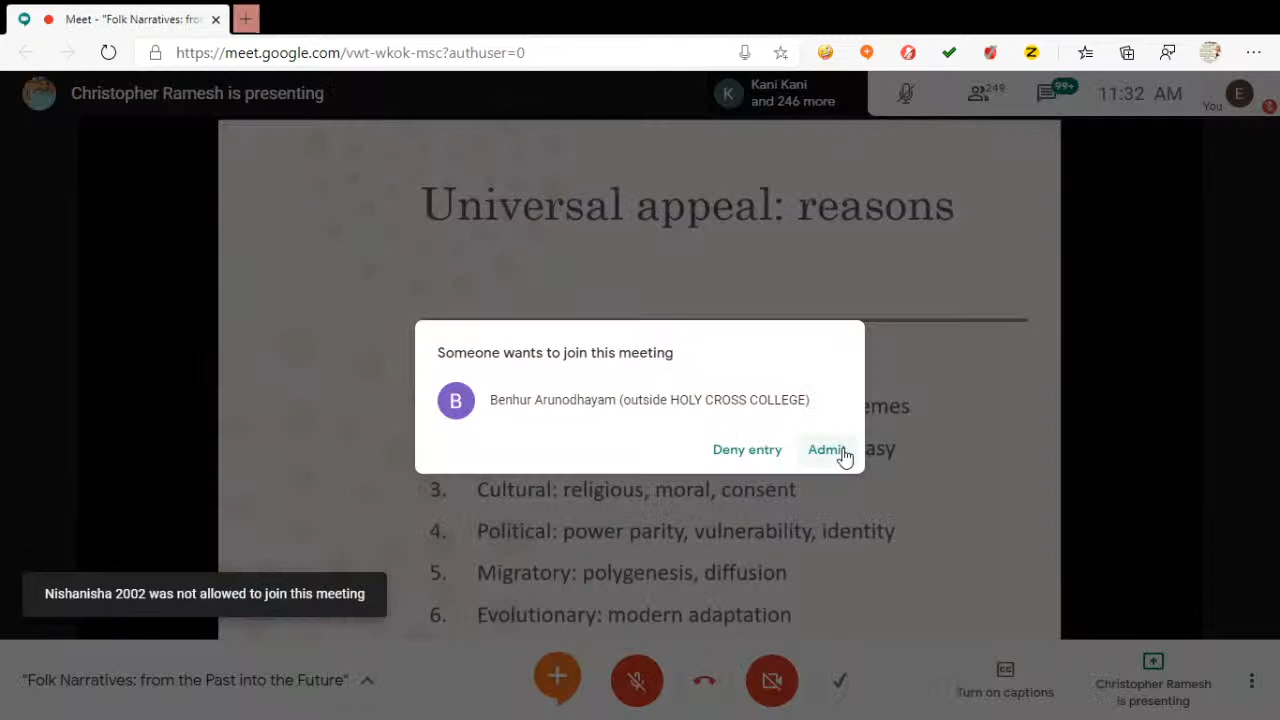 Meet - "Folk Narratives: fro
https://meet.google.com/vwt-wkok-msc?authuser=0
Christopher Ramesh is presenting
K
Kani Kani
and 246 more
249
99+
11:32 AM
You
E
Universal appeal: reasons
Someone wants to join this meeting
B
Benhur Arunodhayam (outside HOLY CROSS COLLEGE)
emes
Deny entry
Admit
asy
3. Cultural: religious, moral, consent
4. Political: power parity, vulnerability, identity
5. Migratory: polygenesis, diffusion
Nishanisha 2002 was not allowed to join this meeting
6. Evolutionary: modern adaptation
"Folk Narratives: from the Past into the Future"
CC
Turn on captions
Christopher Ramesh
is presenting